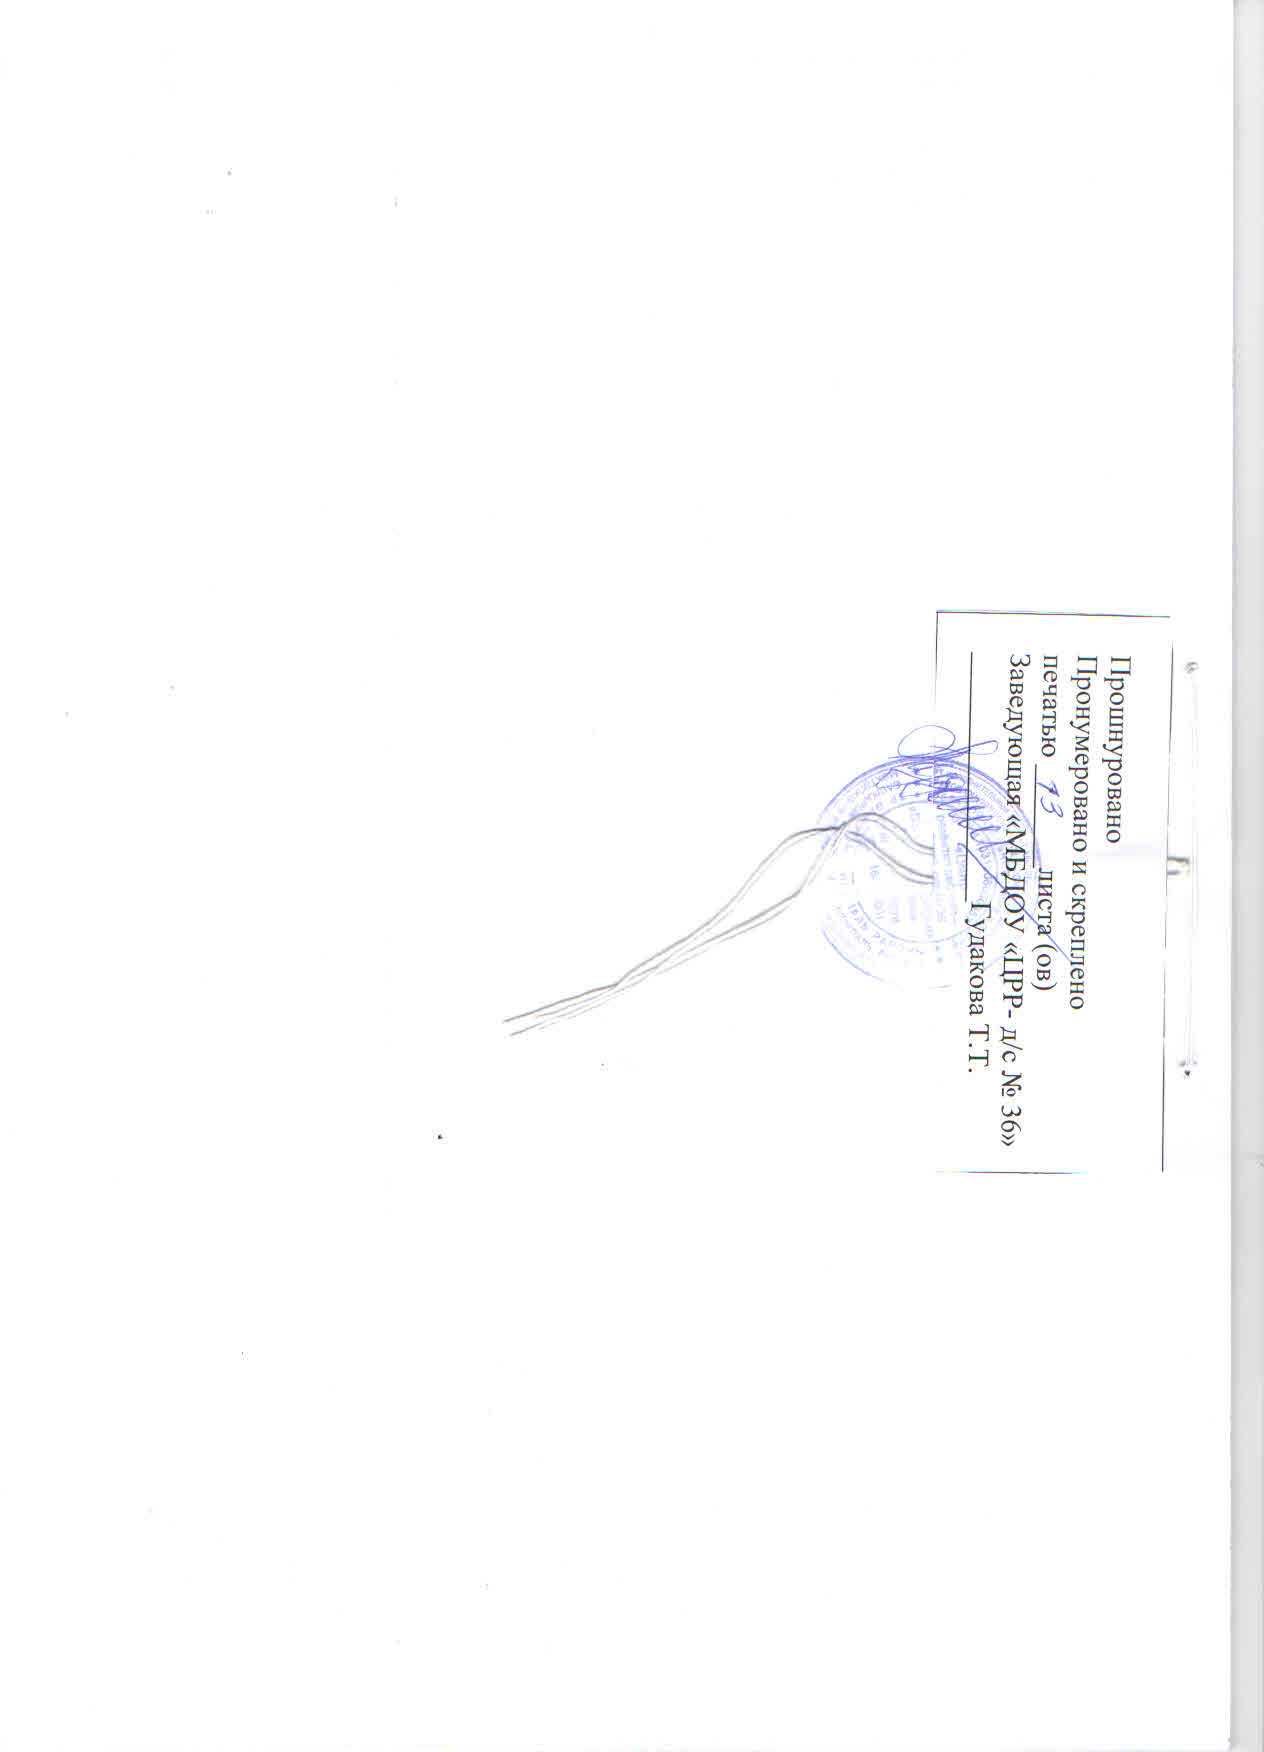 Прошнуровано
Пронумеровано и скреплено
печатью 13 листа (ов)
Заведующая «МБДОУ «ЦРР- д/с № 36»
Гудакова Т.Т.